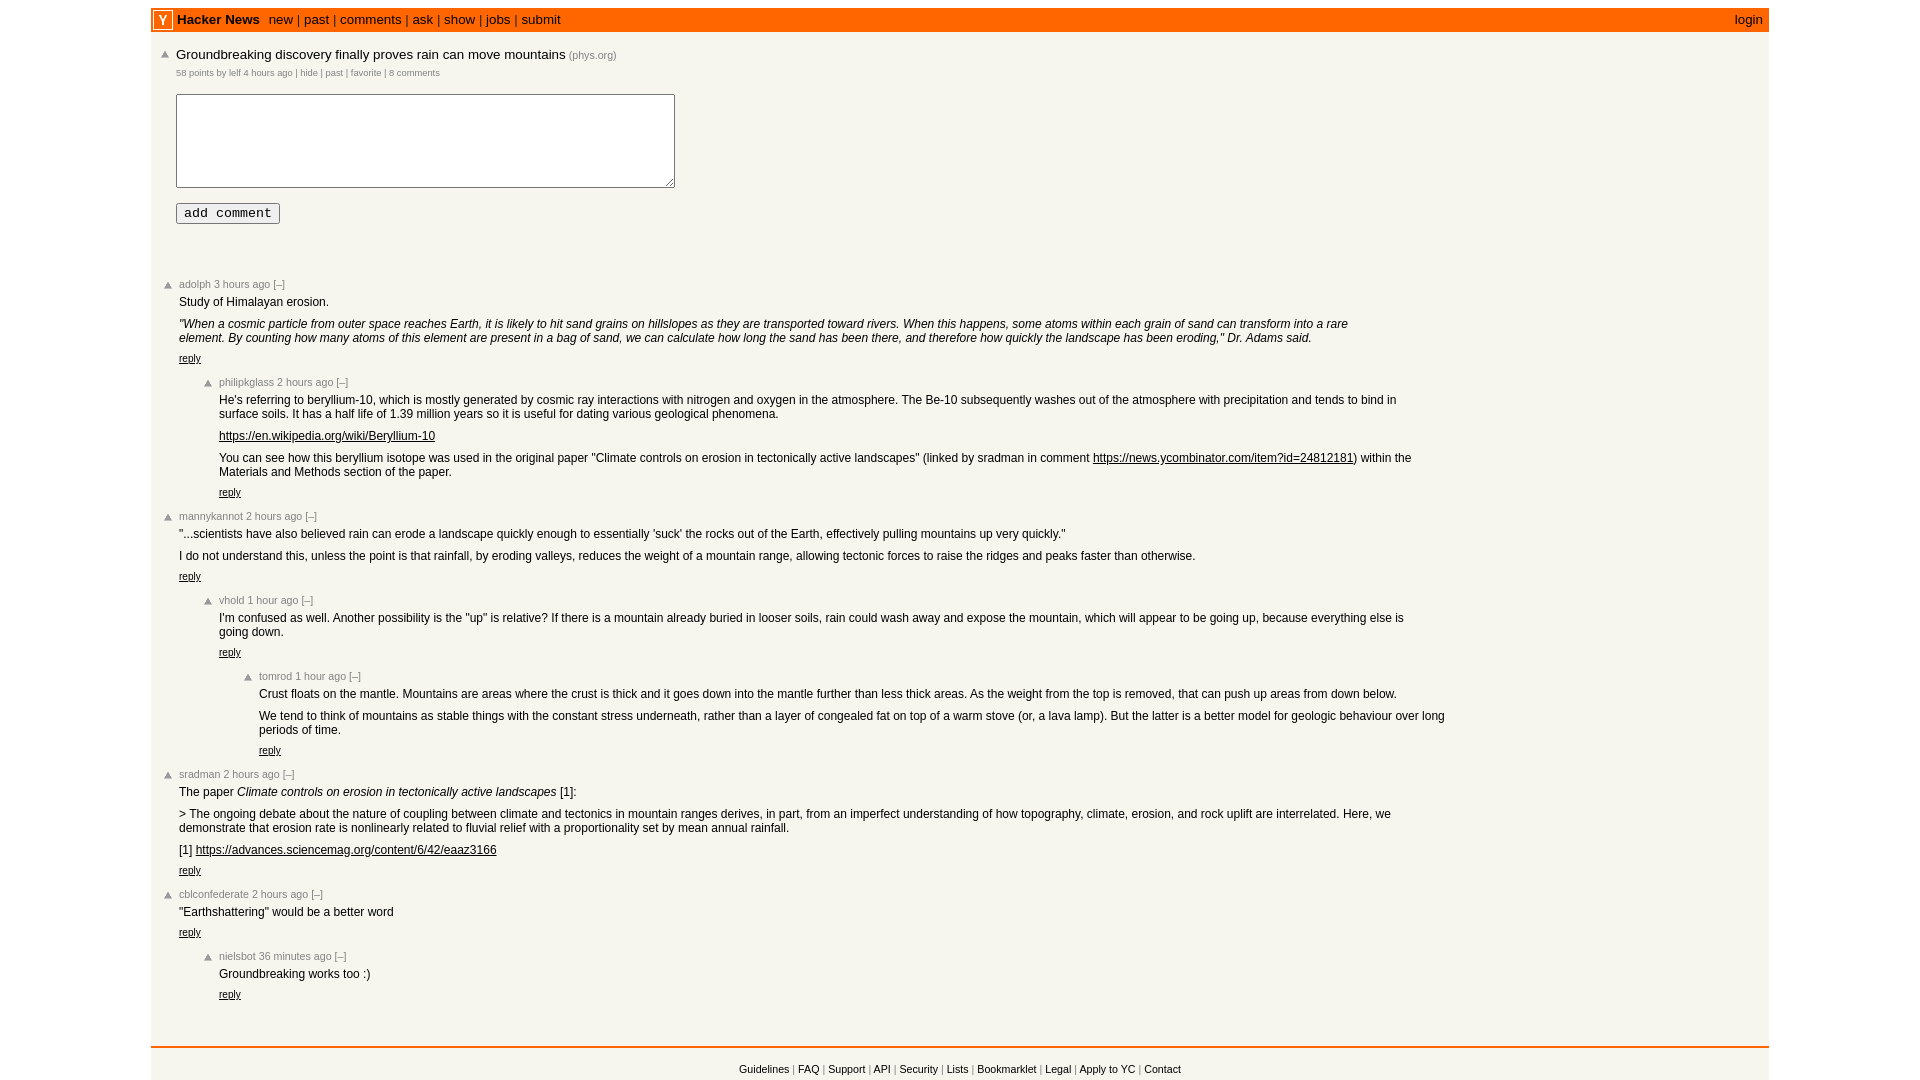 Y Hacker News new | past | comments | ask | show | jobs | submit login
Groundbreaking discovery finally proves rain can move mountains (phys.org)
58 points by lelf 4 hours ago | hide | past | favorite | 8 comments
add comment
adolph 3 hours ago [–]
Study of Himalayan erosion.
"When a cosmic particle from outer space reaches Earth, it is likely to hit sand grains on hillslopes as they are transported toward rivers. When this happens, some atoms within each grain of sand can transform into a rare
element. By counting how many atoms of this element are present in a bag of sand, we can calculate how long the sand has been there, and therefore how quickly the landscape has been eroding," Dr. Adams said.
reply
philipkglass 2 hours ago [–]
He's referring to beryllium-10, which is mostly generated by cosmic ray interactions with nitrogen and oxygen in the atmosphere. The Be-10 subsequently washes out of the atmosphere with precipitation and tends to bind in
surface soils. It has a half life of 1.39 million years so it is useful for dating various geological phenomena.
https://en.wikipedia.org/wiki/Beryllium-10
You can see how this beryllium isotope was used in the original paper "Climate controls on erosion in tectonically active landscapes" (linked by sradman in comment https://news.ycombinator.com/item?id=24812181) within the
Materials and Methods section of the paper.
reply
mannykannot 2 hours ago [–]
"...scientists have also believed rain can erode a landscape quickly enough to essentially 'suck' the rocks out of the Earth, effectively pulling mountains up very quickly."
I do not understand this, unless the point is that rainfall, by eroding valleys, reduces the weight of a mountain range, allowing tectonic forces to raise the ridges and peaks faster than otherwise.
reply
vhold 1 hour ago [–]
I'm confused as well. Another possibility is the "up" is relative? If there is a mountain already buried in looser soils, rain could wash away and expose the mountain, which will appear to be going up, because everything else is
going down.
reply
tomrod 1 hour ago [–]
Crust floats on the mantle. Mountains are areas where the crust is thick and it goes down into the mantle further than less thick areas. As the weight from the top is removed, that can push up areas from down below.
We tend to think of mountains as stable things with the constant stress underneath, rather than a layer of congealed fat on top of a warm stove (or, a lava lamp). But the latter is a better model for geologic behaviour over long
periods of time.
reply
sradman 2 hours ago [–]
The paper Climate controls on erosion in tectonically active landscapes [1]:
> The ongoing debate about the nature of coupling between climate and tectonics in mountain ranges derives, in part, from an imperfect understanding of how topography, climate, erosion, and rock uplift are interrelated. Here, we
demonstrate that erosion rate is nonlinearly related to fluvial relief with a proportionality set by mean annual rainfall.
[1] https://advances.sciencemag.org/content/6/42/eaaz3166
reply
cblconfederate 2 hours ago [–]
"Earthshattering" would be a better word
reply
nielsbot 36 minutes ago [–]
Groundbreaking works too :)
reply
Guidelines | FAQ | Support | API | Security | Lists | Bookmarklet | Legal | Apply to YC | Contact